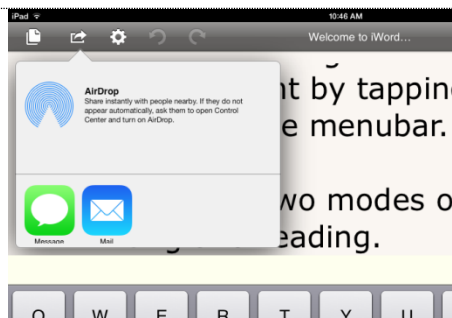 iPad 10:46 AM
Welcome to iWord...
AirDrop
Share instantly with people nearby. If they do not
appear automatically, ask them to open Control
Center and turn on AirDrop.
nt by tappin
e menubar.
wo modes o
eading.
Message Mail
Q W E R T Y U